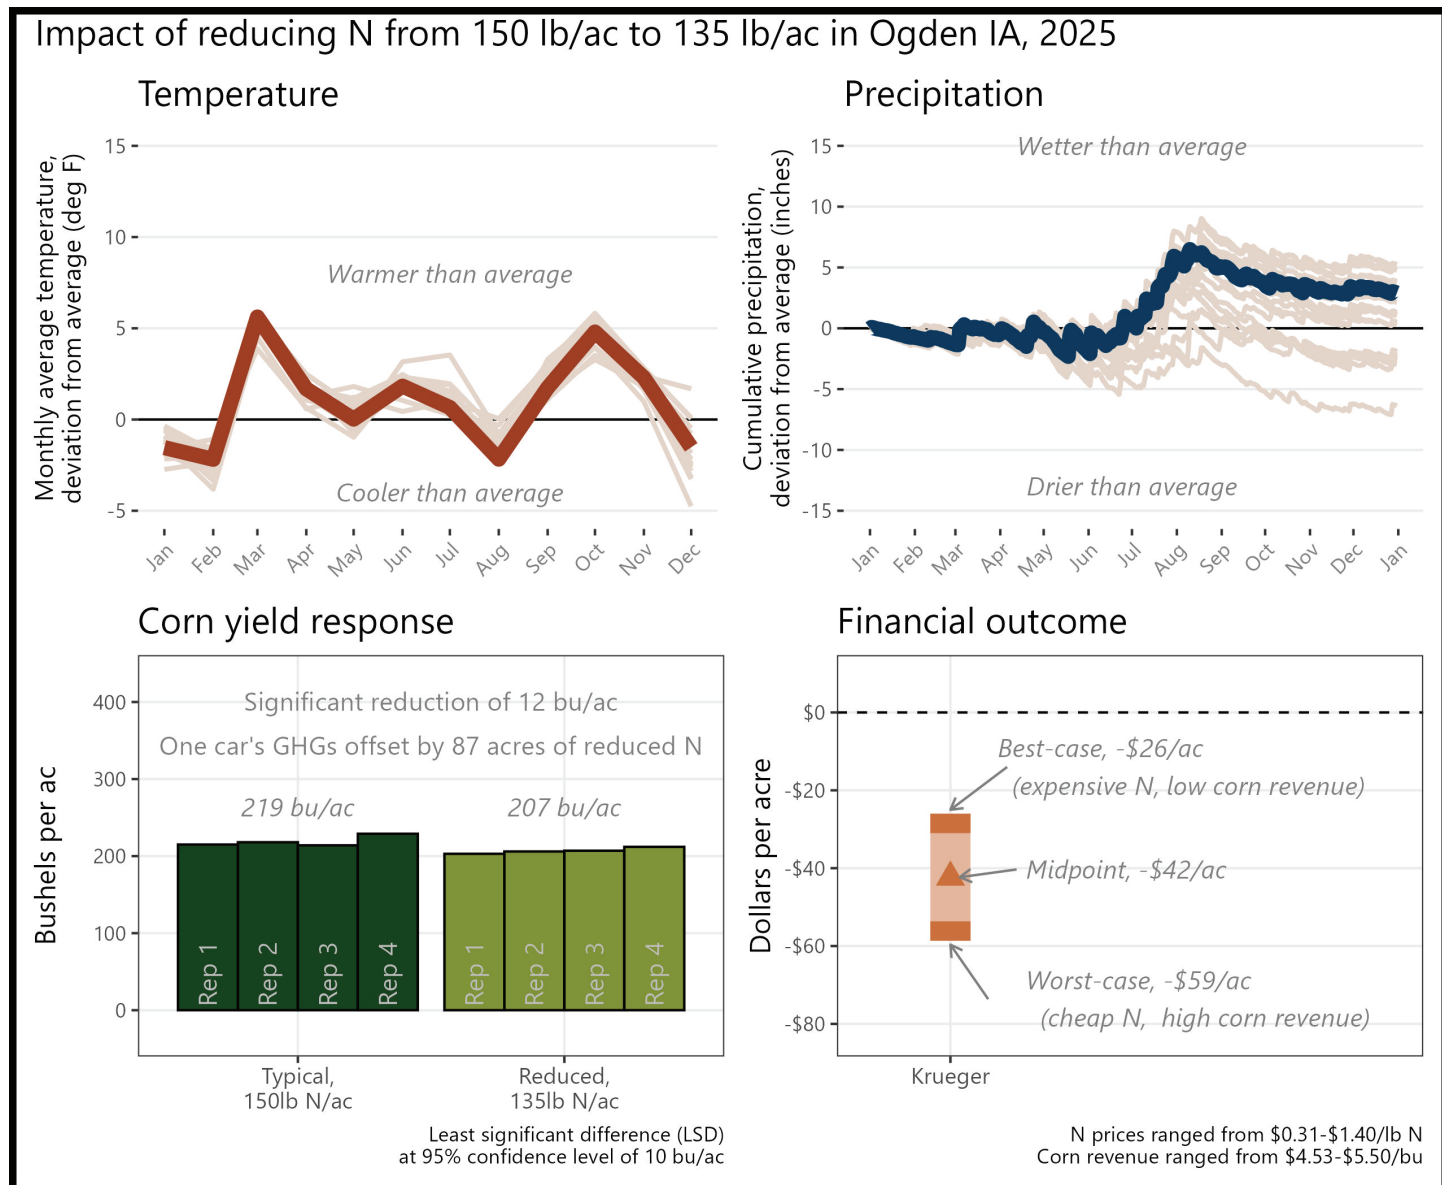 Impact of reducing N from 150 lb/ac to 135 lb/ac in Ogden IA, 2025
Temperature
Monthly average temperature,
deviation from average (deg F)
15
10
5
0
-5
Warmer than average
Cooler than average
Jan
Feb
Mar
Apr
May
Jun
Jul
Aug
Sep
Oct
Nov
Dec
Precipitation
Cumulative precipitation,
deviation from average (inches)
15
10
5
0
-5
-10
-15
Wetter than average
Drier than average
Jan
Feb
Mar
Apr
May
Jun
Jul
Aug
Sep
Oct
Nov
Dec
Jan
Corn yield response
Bushels per ac
400
300
200
100
0
Significant reduction of 12 bu/ac
One car's GHGs offset by 87 acres of reduced N
219 bu/ac
207 bu/ac
Rep 1
Rep 2
Rep 3
Rep 4
Rep 1
Rep 2
Rep 3
Rep 4
Typical,
150lb N/ac
Reduced,
135lb N/ac
Least significant difference (LSD)
at 95% confidence level of 10 bu/ac
Financial outcome
Dollars per acre
$0
-$20
-$40
-$60
-$80
Best-case, -$26/ac
(expensive N, low corn revenue)
Midpoint, -$42/ac
Worst-case, -$59/ac
(cheap N,  high corn revenue)
Krueger
N prices ranged from $0.31-$1.40/lb N
Corn revenue ranged from $4.53-$5.50/bu